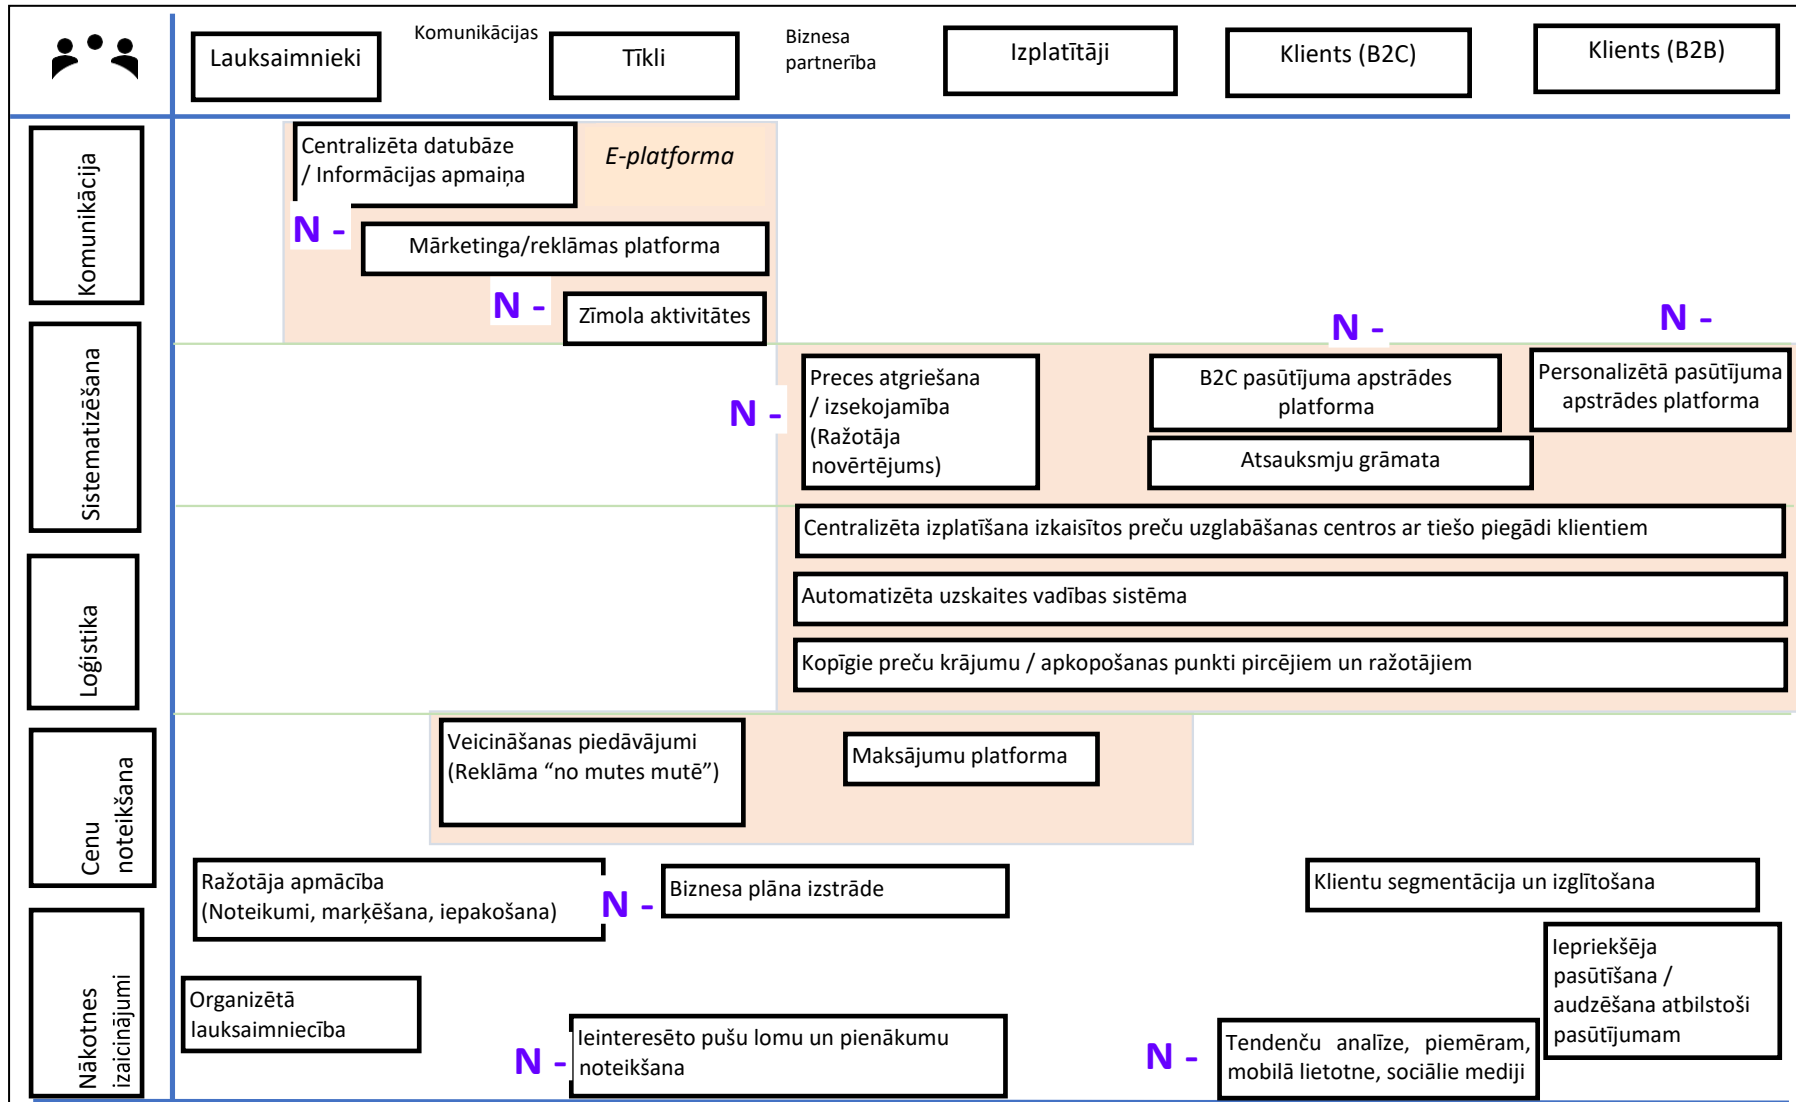 Lauksaimnieki
Komunikācijas
Tīkli
Biznesa
partnerība
Izplatītāji
Klients (B2C)
Klients (B2B)
Komunikācija
Centralizēta datubāze
/ Informācijas apmaiņa
E-platforma
N -
Mārketinga/reklāmas platforma
N -
Zīmola aktivitātes
N -
N -
Sistematizēšana
N -
Preces atgriešana
/ izsekojamība
(Ražotāja
novērtējums)
B2C pasūtījuma apstrādes
platforma
Personalizētā pasūtījuma
apstrādes platforma
Atsauksmju grāmata
Loģistika
Centralizēta izplatīšana izkaisītos preču uzglabāšanas centros ar tiešo piegādi klientiem
Automatizēta uzskaites vadības sistēma
Kopīgie preču krājumu / apkopošanas punkti pircējiem un ražotājiem
Cenu
noteikšana
Veicināšanas piedāvājumi
(Reklāma “no mutes mutē”)
Maksājumu platforma
Nākotnes
izaicinājumi
Ražotāja apmācība
(Noteikumi, marķēšana, iepakošana)
N -
Biznesa plāna izstrāde
Klientu segmentācija un izglītošana
Iepriekšēja
pasūtīšana /
audzēšana atbilstoši
pasūtījumam
Organizētā
lauksaimniecība
N -
Ieinteresēto pušu lomu un pienākumu
noteikšana
N -
Tendenču analīze, piemēram,
mobilā lietotne, sociālie mediji